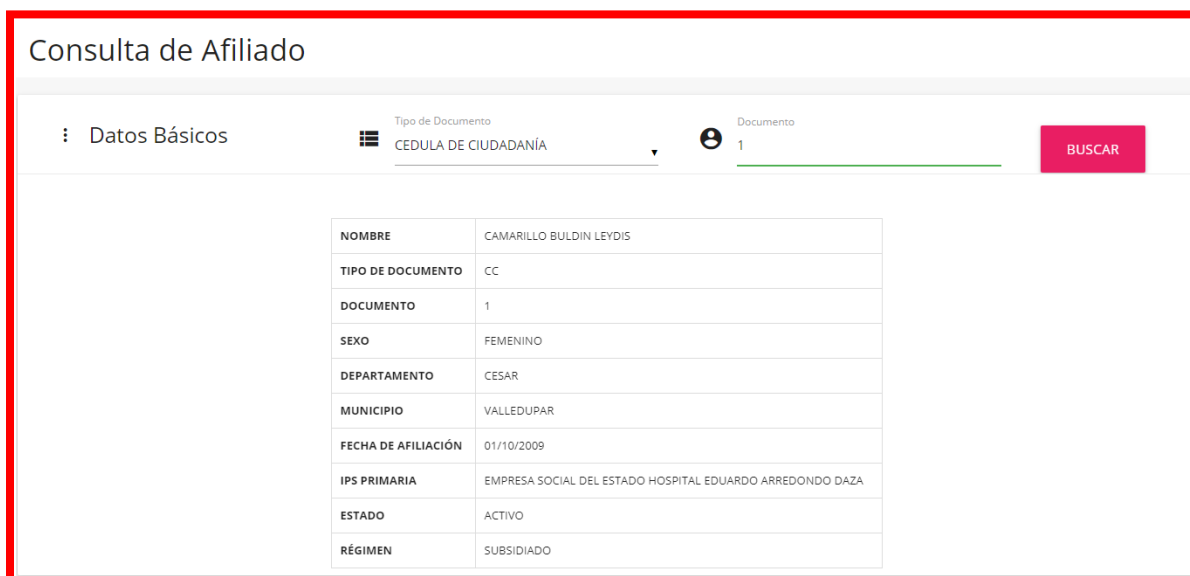 Consulta de Afiliado
Datos Básicos
Tipo de Documento
CEDULA DE CIUDADANÍA
Documento
1
BUSCAR
NOMBRE CAMARILLO BULDIN LEYDIS
TIPO DE DOCUMENTO CC
DOCUMENTO 1
SEXO FEMENINO
DEPARTAMENTO CESAR
MUNICIPIO VALLEDUPAR
FECHA DE AFILIACIÓN 01/10/2009
IPS PRIMARIA EMPRESA SOCIAL DEL ESTADO HOSPITAL EDUARDO ARREDONDO DAZA
ESTADO ACTIVO
RÉGIMEN SUBSIDIADO